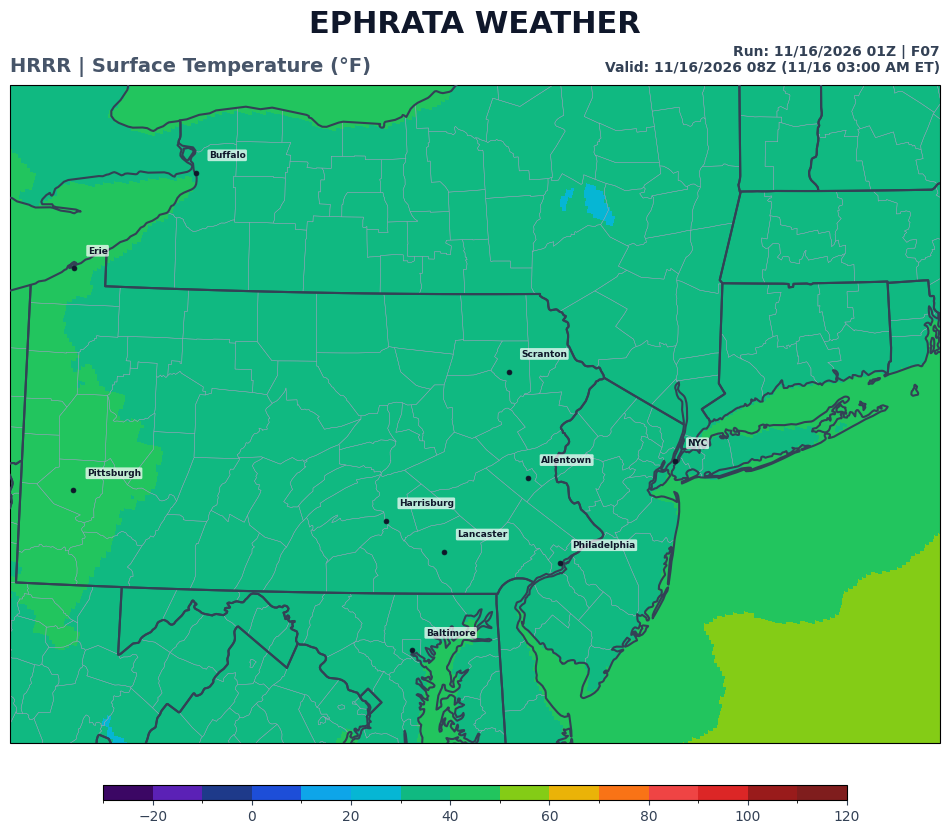 EPHRATA WEATHER
HRRR | Surface Temperature (°F)
Run: 11/16/2026 01Z | F07
Valid: 11/16/2026 08Z (11/16 03:00 AM ET)
Buffalo
Erie
Scranton
NYC
Allentown
Pittsburgh
Harrisburg
Lancaster
Philadelphia
Baltimore
−20 0 20 40 60 80 100 120